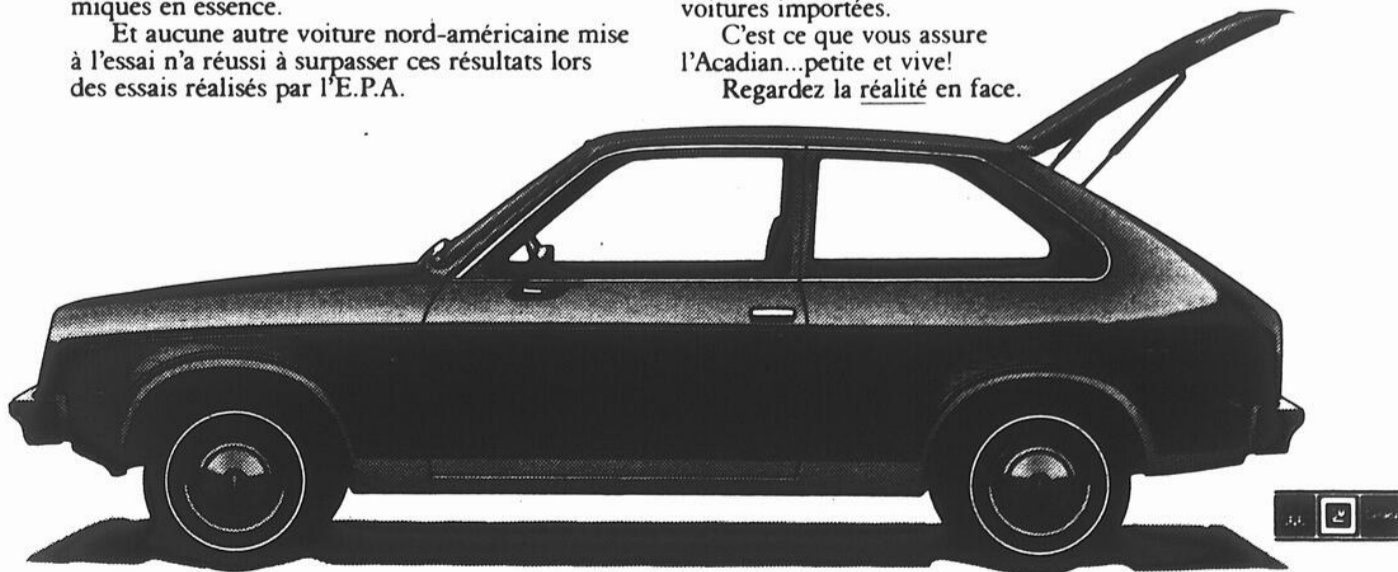 miques en essence.
Et aucune autre voiture nord-américaine mise
à l'essai n'a réussi à surpasser ces résultats lors
des essais réalisés par l'E.P.A.
voitures importées.
C'est ce que vous assure
l'Acadian...petite et vive!
Regardez la réalité en face.